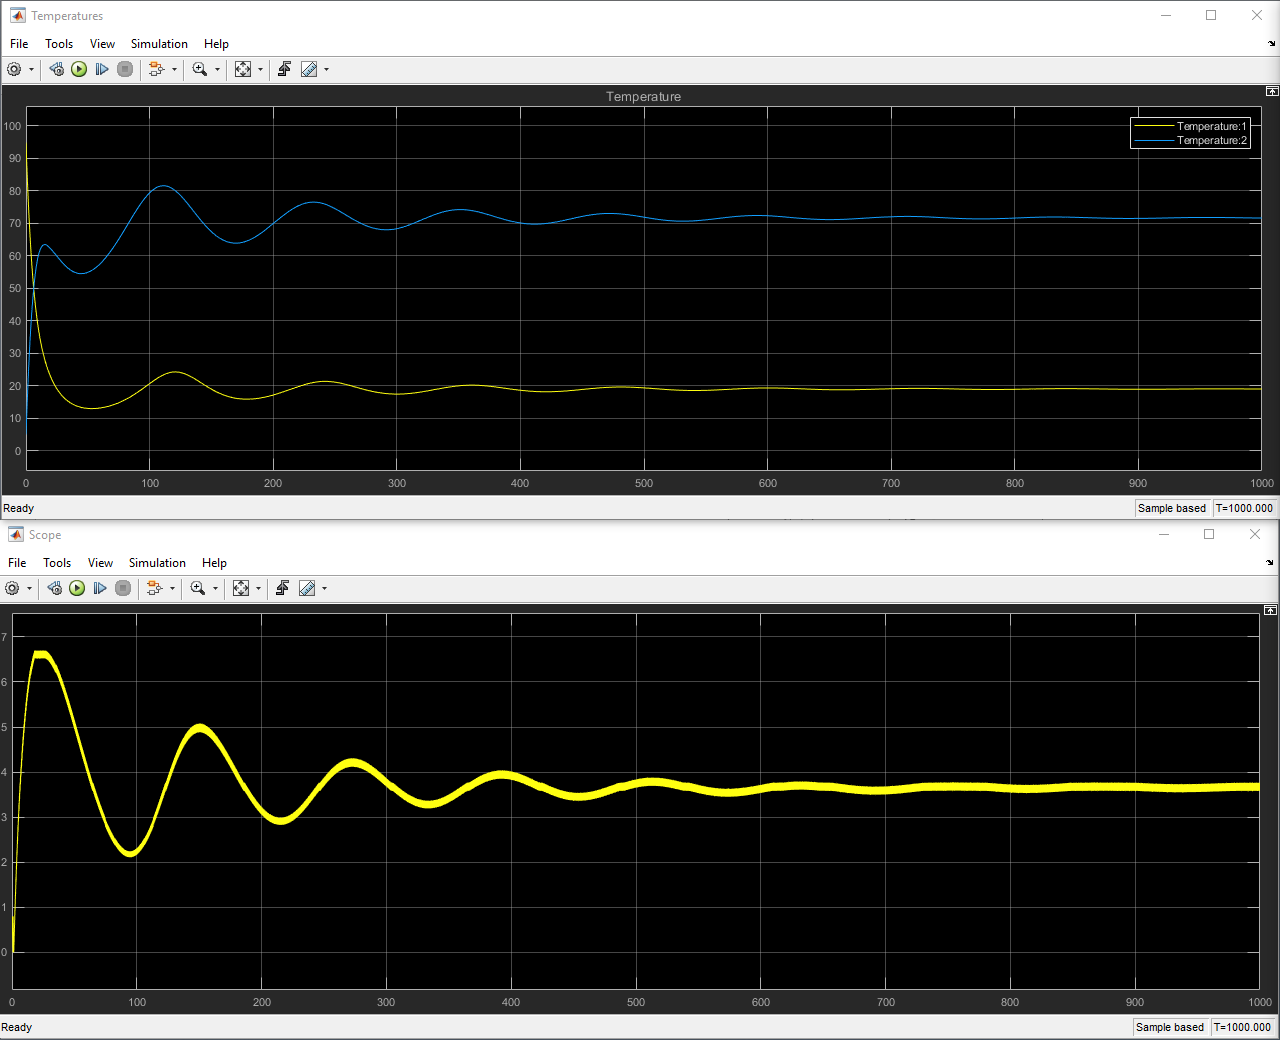 Temperatures
File Tools View Simulation Help
Temperature
Temperature:1
Temperature:2
100
90
80
70
60
50
40
30
20
10
0
0 100 200 300 400 500 600 700 800 900 1000
Ready Sample based T=1000.000
Scope
File Tools View Simulation Help
7
6
5
4
3
2
1
0
0 100 200 300 400 500 600 700 800 900 1000
Ready Sample based T=1000.000